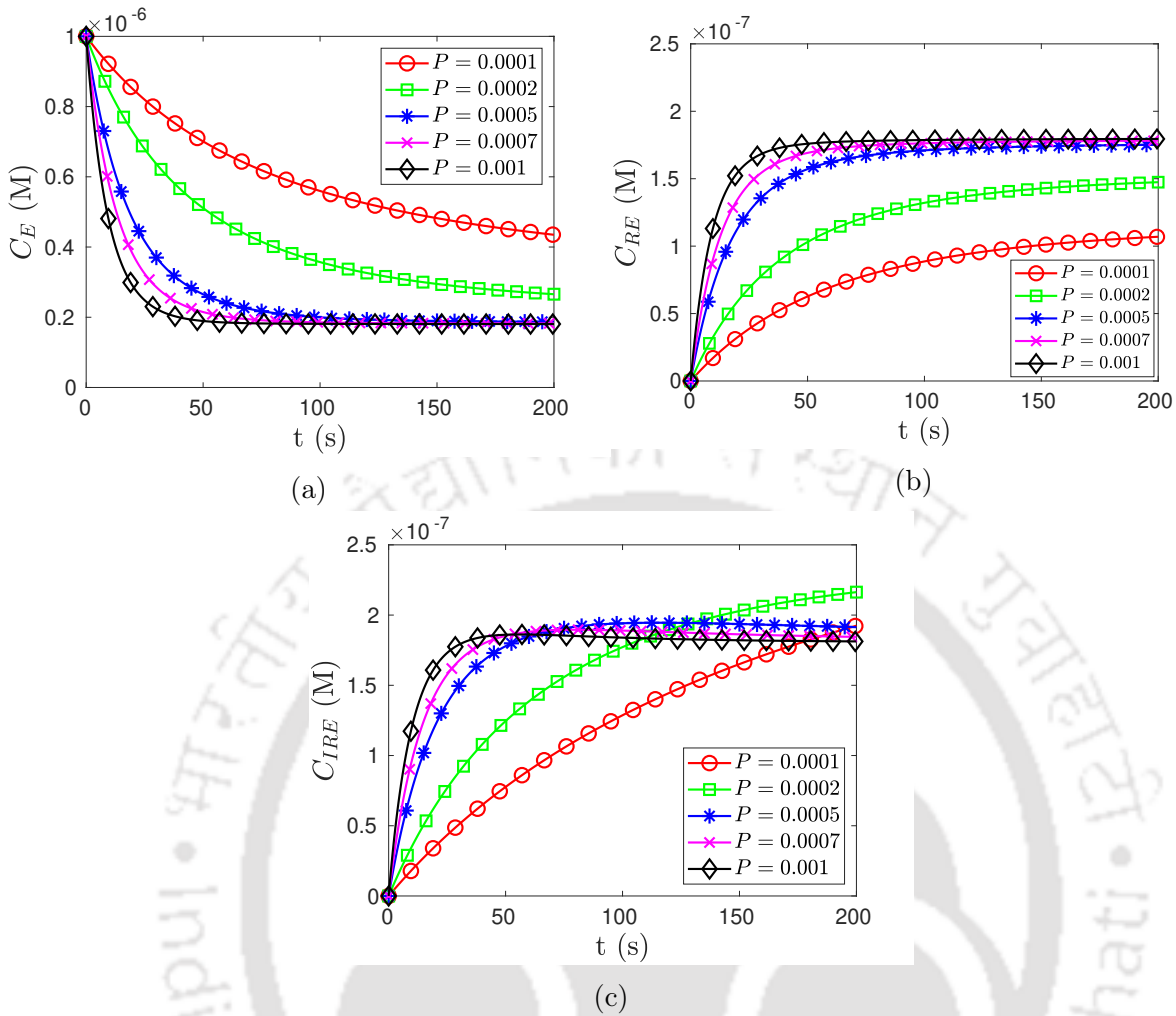 ×10 -6
1
0.8
0.6
0.4
0.2
0
0 50 100 150 200
C_E (M)
t (s)
P = 0.0001
P = 0.0002
P = 0.0005
P = 0.0007
P = 0.001
(a)
×10 -7
2.5
2
1.5
1
0.5
0
0 50 100 150 200
C_RE (M)
t (s)
P = 0.0001
P = 0.0002
P = 0.0005
P = 0.0007
P = 0.001
(b)
×10 -7
2.5
2
1.5
1
0.5
0
0 50 100 150 200
C_IRE (M)
t (s)
P = 0.0001
P = 0.0002
P = 0.0005
P = 0.0007
P = 0.001
(c)
hati